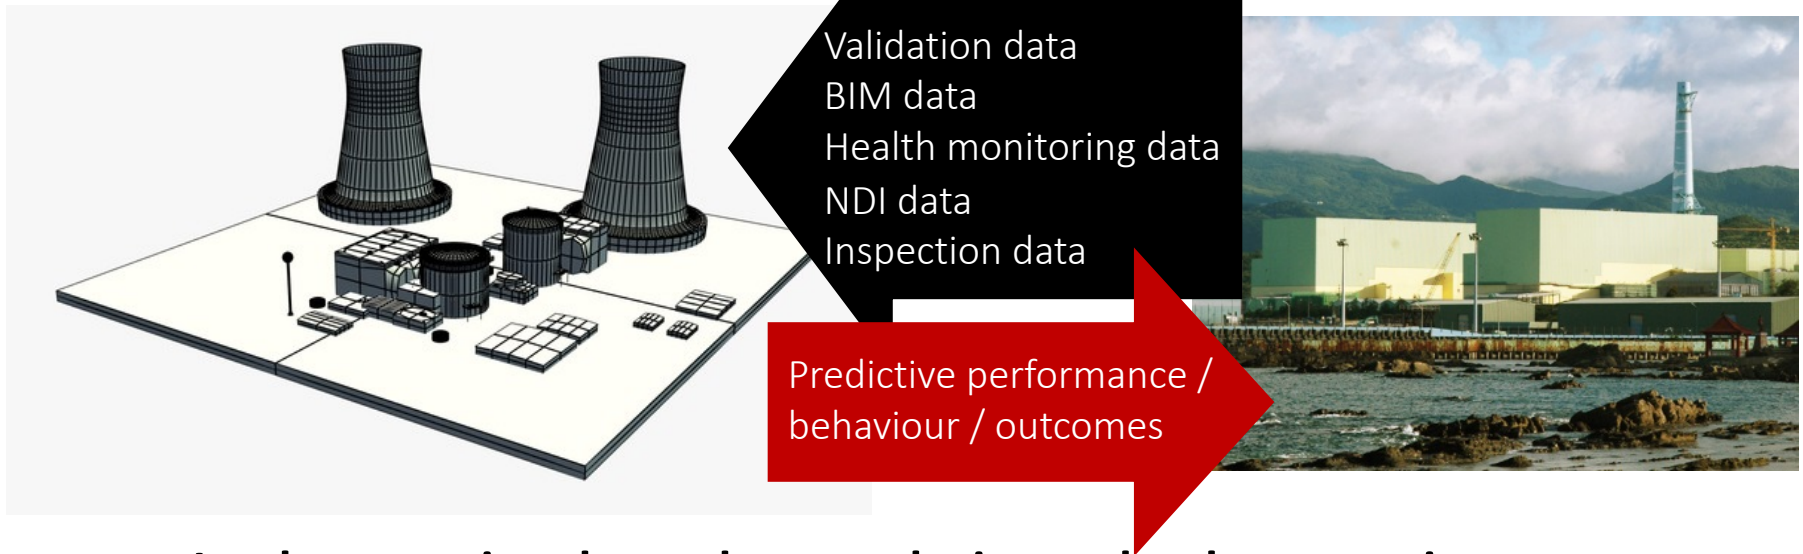 Validation data
BIM data
Health monitoring data
NDI data
Inspection data
Predictive performance /
behaviour / outcomes